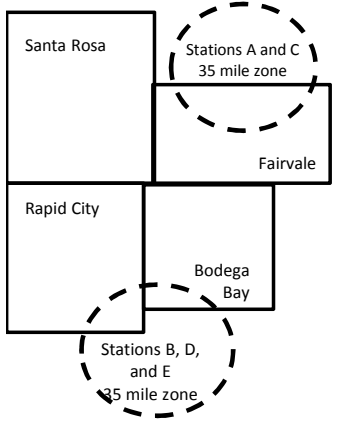 Santa Rosa
Stations A and C
35 mile zone
Fairvale
Rapid City
Bodega
Bay
Stations B, D,
and E
35 mile zone